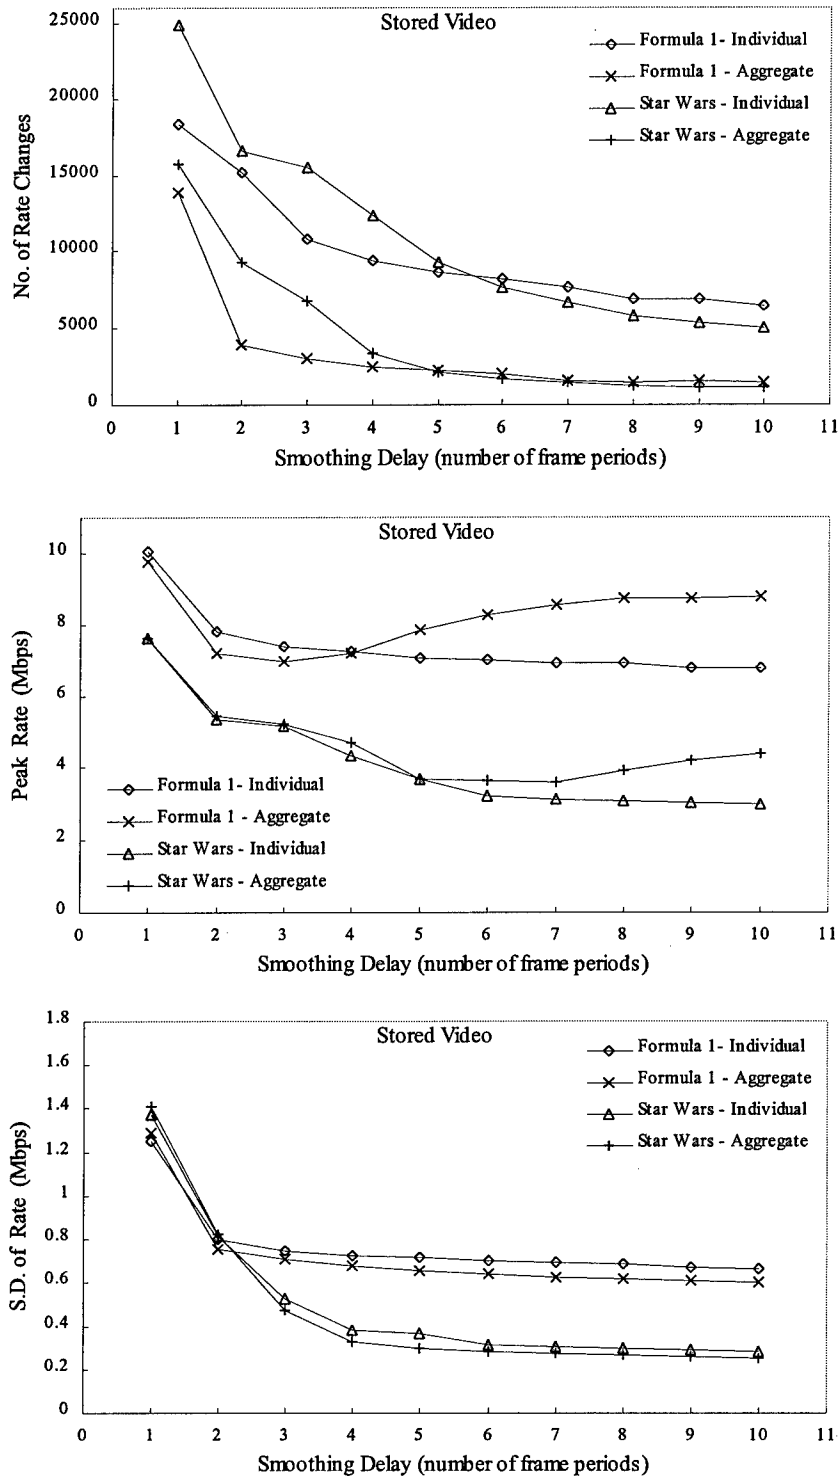 Stored Video
Formula 1- Individual
Formula 1 - Aggregate
Star Wars - Individual
Star Wars - Aggregate
No. of Rate Changes
25000
20000
15000
10000
5000
0
0 1 2 3 4 5 6 7 8 9 10 11
Smoothing Delay (number of frame periods)
Stored Video
Peak Rate (Mbps)
10
8
6
4
2
0
Formula 1- Individual
Formula 1 - Aggregate
Star Wars - Individual
Star Wars - Aggregate
0 1 2 3 4 5 6 7 8 9 10 11
Smoothing Delay (number of frame periods)
Stored Video
Formula 1- Individual
Formula 1 - Aggregate
Star Wars - Individual
Star Wars - Aggregate
S.D. of Rate (Mbps)
1.8
1.6
1.4
1.2
1
0.8
0.6
0.4
0.2
0
0 1 2 3 4 5 6 7 8 9 10 11
Smoothing Delay (number of frame periods)